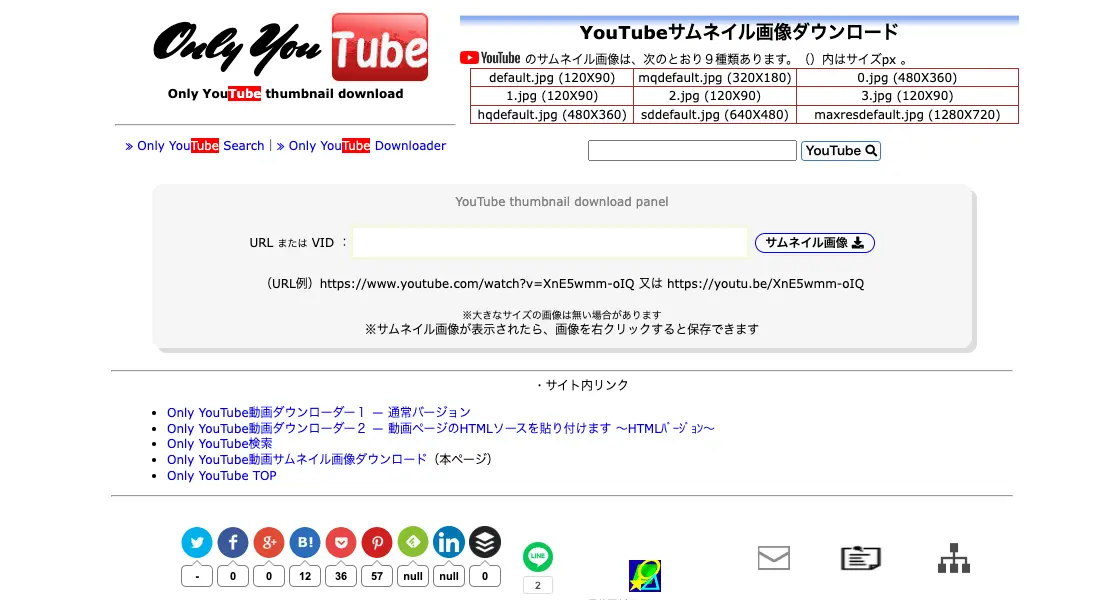 Only You Tube
Only YouTube thumbnail download
YouTubeサムネイル画像ダウンロード
YouTube のサムネイル画像は、次のとおり９種類あります。（）内はサイズpx 。
default.jpg (120X90) mqdefault.jpg (320X180) 0.jpg (480X360)
1.jpg (120X90) 2.jpg (120X90) 3.jpg (120X90)
hqdefault.jpg (480X360) sddefault.jpg (640X480) maxresdefault.jpg (1280X720)
≫ Only YouTube Search | ≫ Only YouTube Downloader
YouTube
YouTube thumbnail download panel
URL または VID ： サムネイル画像
（URL例）https://www.youtube.com/watch?v=XnE5wmm-oIQ 又は https://youtu.be/XnE5wmm-oIQ
※大きなサイズの画像は無い場合があります
※サムネイル画像が表示されたら、画像を右クリックすると保存できます
・サイト内リンク
• Only YouTube動画ダウンローダー１ ー 通常バージョン
• Only YouTube動画ダウンローダー２ ー 動画ページのHTMLソースを貼り付けます ～HTMLﾊﾞｰｼﾞｮﾝ～
• Only YouTube検索
• Only YouTube動画サムネイル画像ダウンロード（本ページ）
• Only YouTube TOP
B!
LINE
- 0 0 12 36 57 null null 0
2